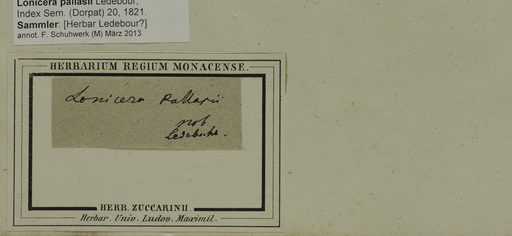 Lonicera pallasii Ledebour,
Index Sem. (Dorpat) 20, 1821.
Sammler: [Herbar Ledebour?]
annot. F. Schuhwerk (M) März 2013
HERBARIUM REGIUM MONACENSE.
Lonicera Pallasii
nob
HERB. ZUCCARINII
Herbar. Univ. Ludov. Maximil.